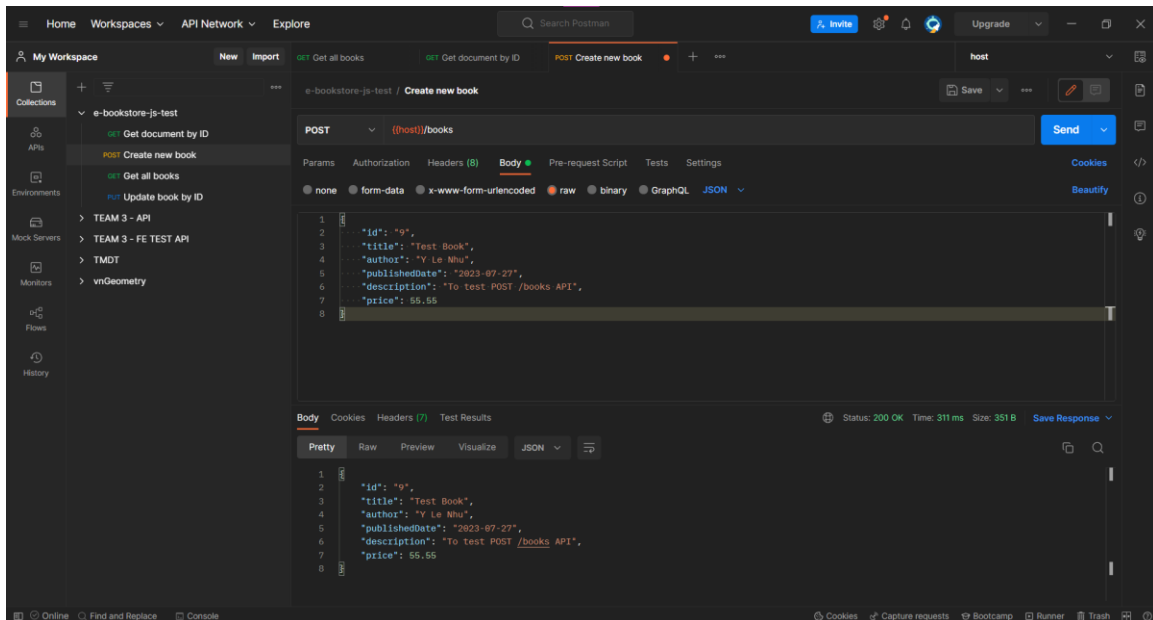 Home Workspaces API Network Explore Search Postman Invite Upgrade
My Workspace New Import GET Get all books GET Get document by ID POST Create new book host
Collections
APIs
Environments
Mock Servers
Monitors
Flows
History
e-bookstore-js-test
GET Get document by ID
POST Create new book
GET Get all books
PUT Update book by ID
TEAM 3 - API
TEAM 3 - FE TEST API
TMDT
vnGeometry
e-bookstore-js-test / Create new book Save
POST {{host}}/books Send
Params Authorization Headers (8) Body Pre-request Script Tests Settings Cookies
none form-data x-www-form-urlencoded raw binary GraphQL JSON Beautify
1 {
2 "id": "9",
3 "title": "Test Book",
4 "author": "Y Le Nhu",
5 "publishedDate": "2023-07-27",
6 "description": "To test POST /books API",
7 "price": 55.55
8 }
Body Cookies Headers (7) Test Results Status: 200 OK Time: 311 ms Size: 351 B Save Response
Pretty Raw Preview Visualize JSON
1 {
2 "id": "9",
3 "title": "Test Book",
4 "author": "Y Le Nhu",
5 "publishedDate": "2023-07-27",
6 "description": "To test POST /books API",
7 "price": 55.55
8 }
Online Find and Replace Console Cookies Capture requests Bootcamp Runner Trash